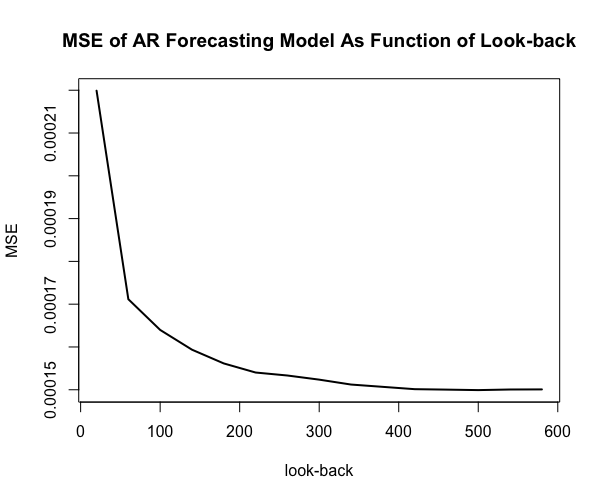 MSE of AR Forecasting Model As Function of Look-back
MSE
0.00021
0.00019
0.00017
0.00015
0 100 200 300 400 500 600
look-back